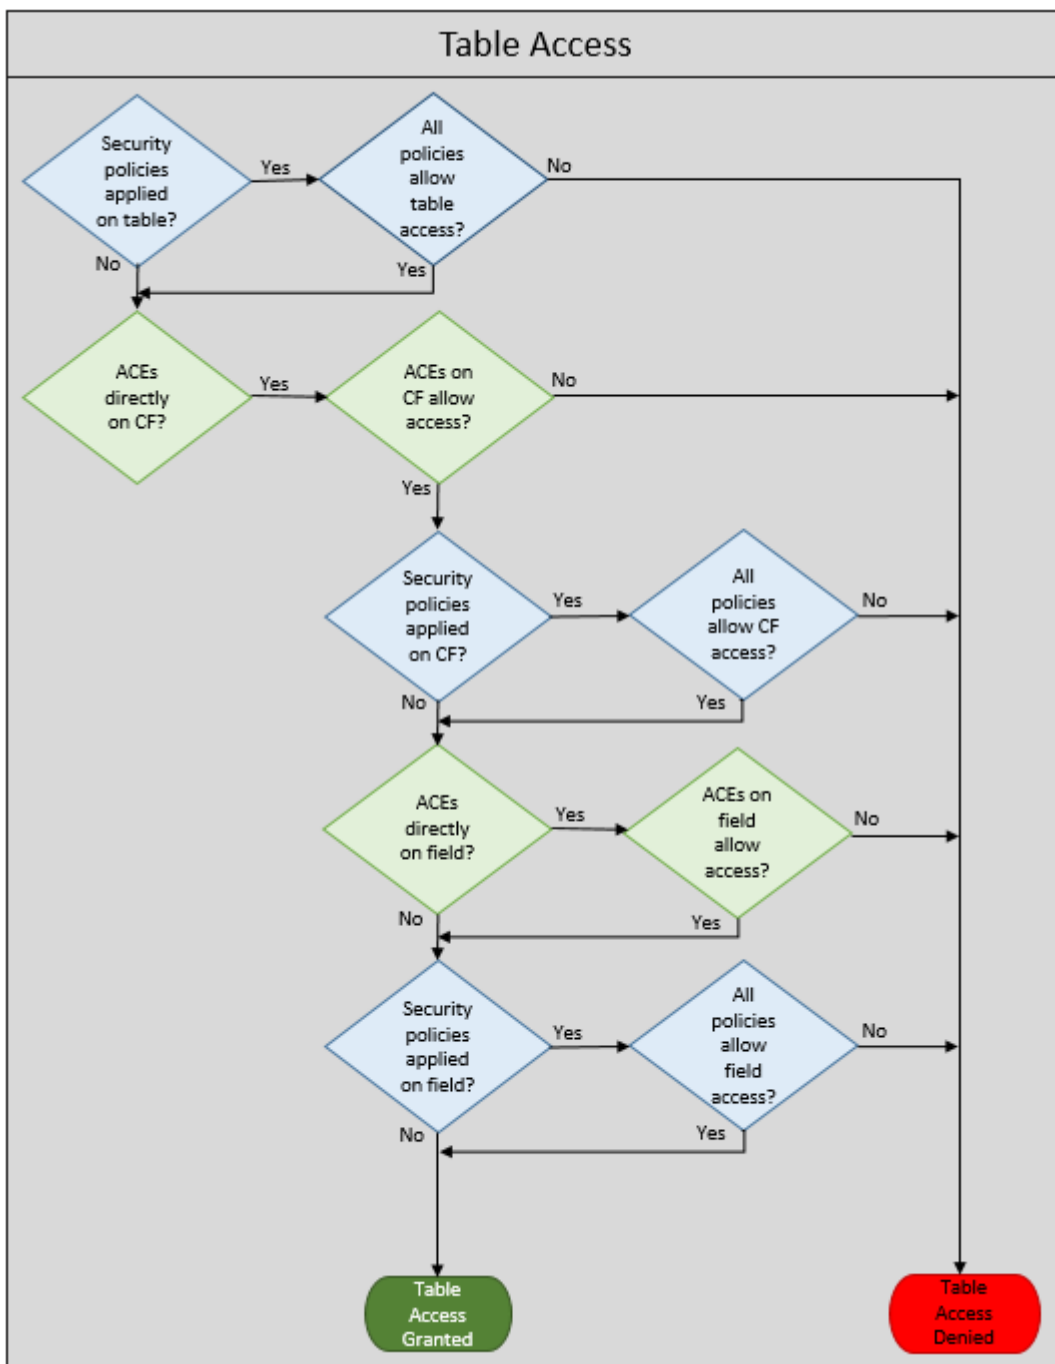 Table Access
Security
policies
applied
on table?
Yes
All
policies
allow
table
access?
No
No
Yes
ACEs
directly
on CF?
Yes
ACEs on
CF allow
access?
No
Yes
Security
policies
applied
on CF?
Yes
All
policies
allow CF
access?
No
No
Yes
ACEs
directly
on field?
Yes
ACEs on
field
allow
access?
No
No
Yes
Security
policies
applied
on field?
Yes
All
policies
allow
field
access?
No
No
Yes
Table
Access
Granted
Table
Access
Denied